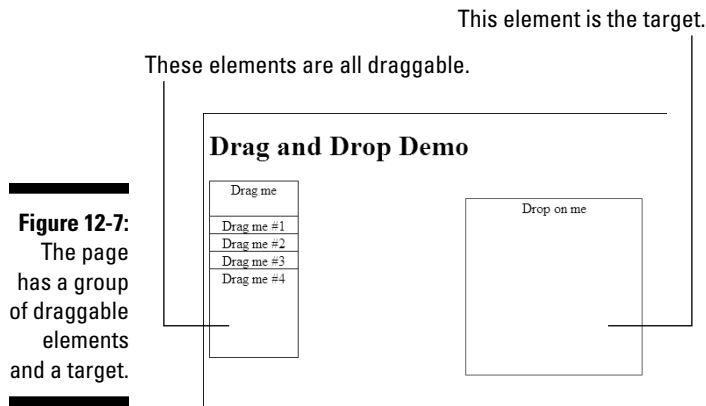 This element is the target.
These elements are all draggable.
Drag and Drop Demo
Drag me
Drag me #1
Drag me #2
Drag me #3
Drag me #4
Drop on me
Figure 12-7:
The page
has a group
of draggable
elements
and a target.